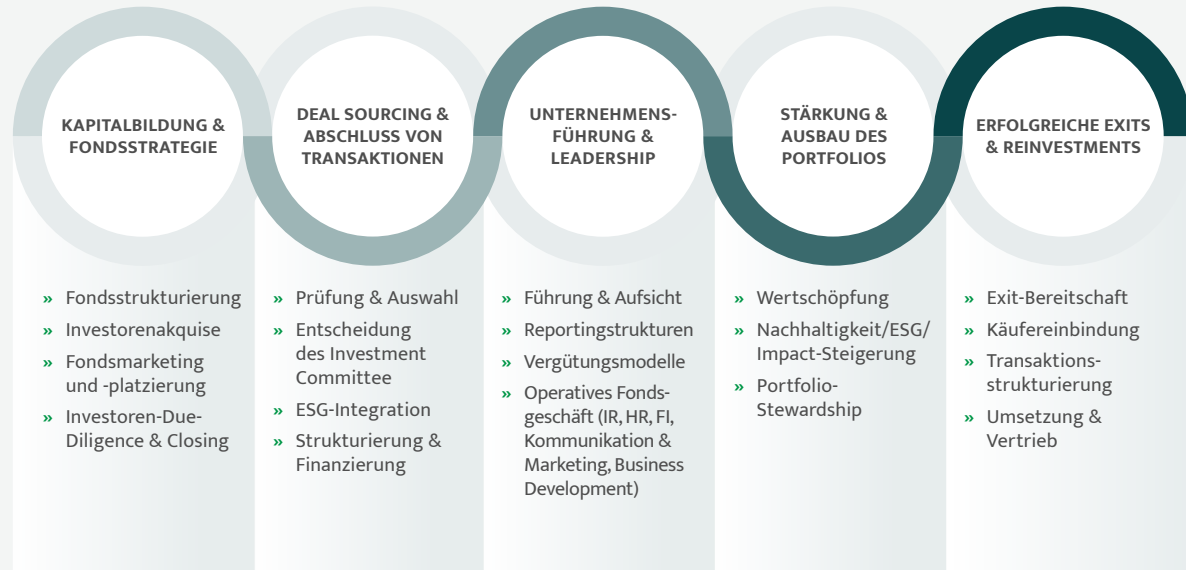 KAPITALBILDUNG &
FONDSSTRATEGIE
DEAL SOURCING &
ABSCHLUSS VON
TRANSAKTIONEN
UNTERNEHMENS-
FÜHRUNG &
LEADERSHIP
STÄRKUNG &
AUSBAU DES
PORTFOLIOS
ERFOLGREICHE EXITS
& REINVESTMENTS
» Fondsstrukturierung
» Investorenakquise
» Fondsmarketing
und -platzierung
» Investoren-Due-
Diligence & Closing
» Prüfung & Auswahl
» Entscheidung
des Investment
Committee
» ESG-Integration
» Strukturierung &
Finanzierung
» Führung & Aufsicht
» Reportingstrukturen
» Vergütungsmodelle
» Operatives Fonds-
geschäft (IR, HR, FI,
Kommunikation &
Marketing, Business
Development)
» Wertschöpfung
» Nachhaltigkeit/ESG/
Impact-Steigerung
» Portfolio-
Stewardship
» Exit-Bereitschaft
» Käufereinbindung
» Transaktions-
strukturierung
» Umsetzung &
Vertrieb